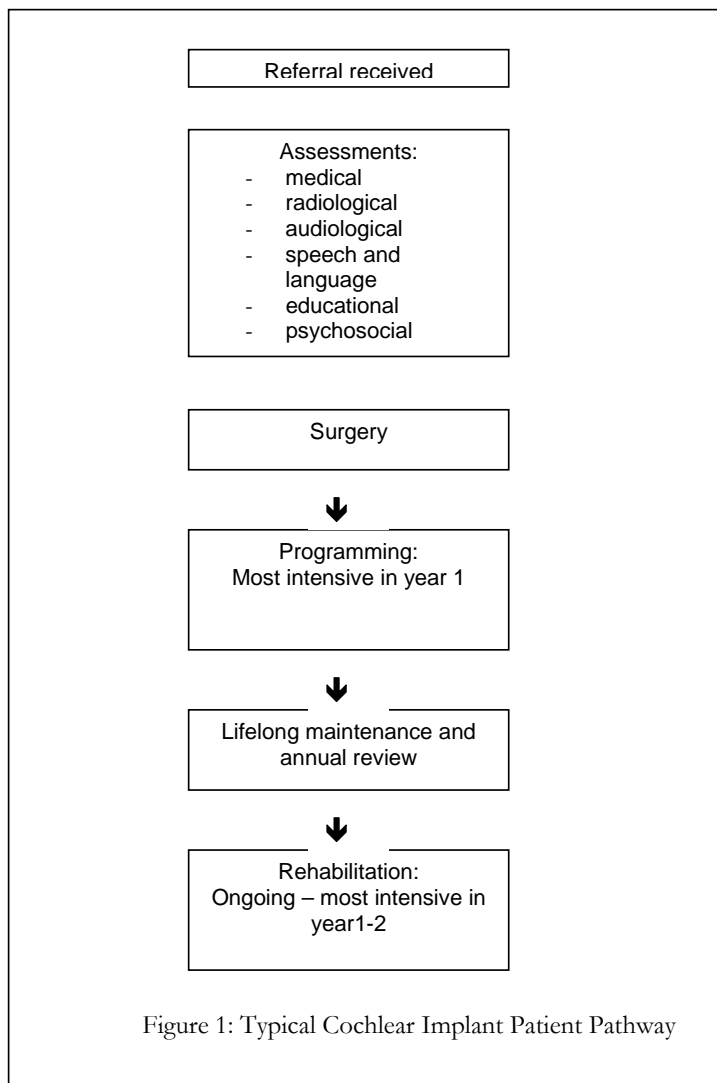 Referral received
Assessments:
- medical
- radiological
- audiological
- speech and
language
- educational
- psychosocial
Surgery
Programming:
Most intensive in year 1
Lifelong maintenance and
annual review
Rehabilitation:
Ongoing – most intensive in
year1-2
Figure 1: Typical Cochlear Implant Patient Pathway